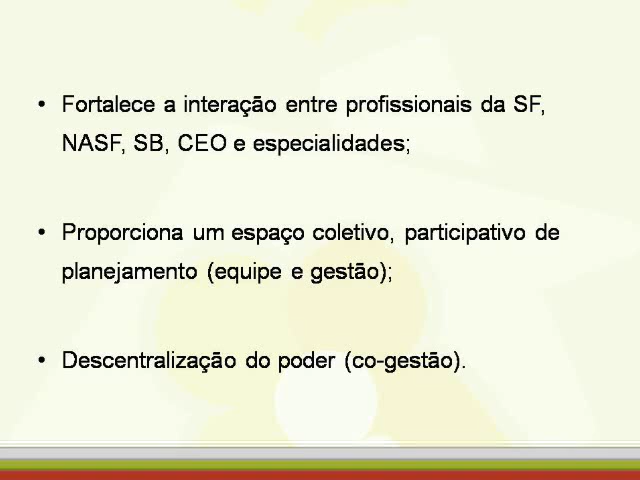 • Fortalece a interação entre profissionais da SF,
NASF, SB, CEO e especialidades;
• Proporciona um espaço coletivo, participativo de
planejamento (equipe e gestão);
• Descentralização do poder (co-gestão).